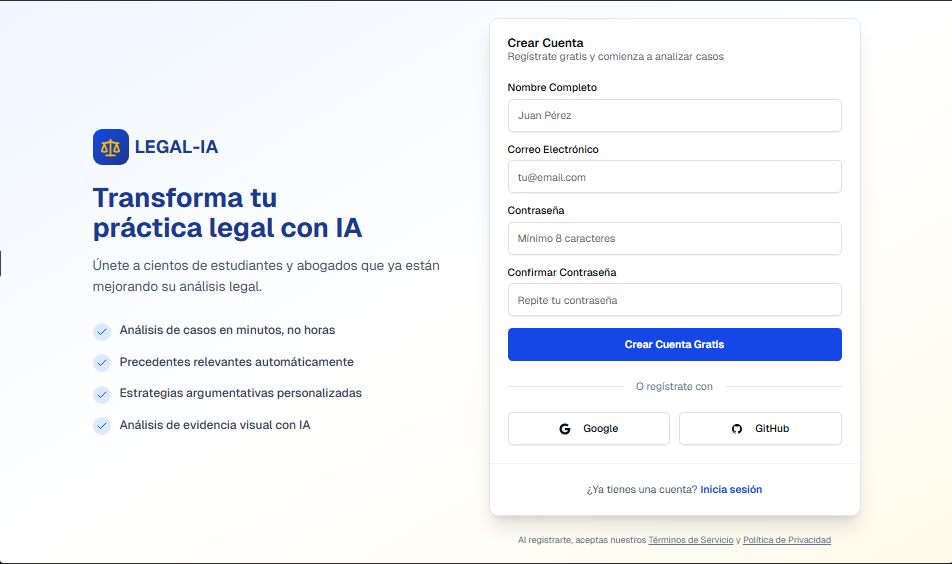 LEGAL-IA
Transforma tu
práctica legal con IA
Únete a cientos de estudiantes y abogados que ya están
mejorando su análisis legal.
Análisis de casos en minutos, no horas
Precedentes relevantes automáticamente
Estrategias argumentativas personalizadas
Análisis de evidencia visual con IA
Crear Cuenta
Regístrate gratis y comienza a analizar casos
Nombre Completo
Juan Pérez
Correo Electrónico
tu@email.com
Contraseña
Mínimo 8 caracteres
Confirmar Contraseña
Repite tu contraseña
Crear Cuenta Gratis
O regístrate con
Google
GitHub
¿Ya tienes una cuenta? Inicia sesión
Al registrarte, aceptas nuestros Términos de Servicio y Política de Privacidad